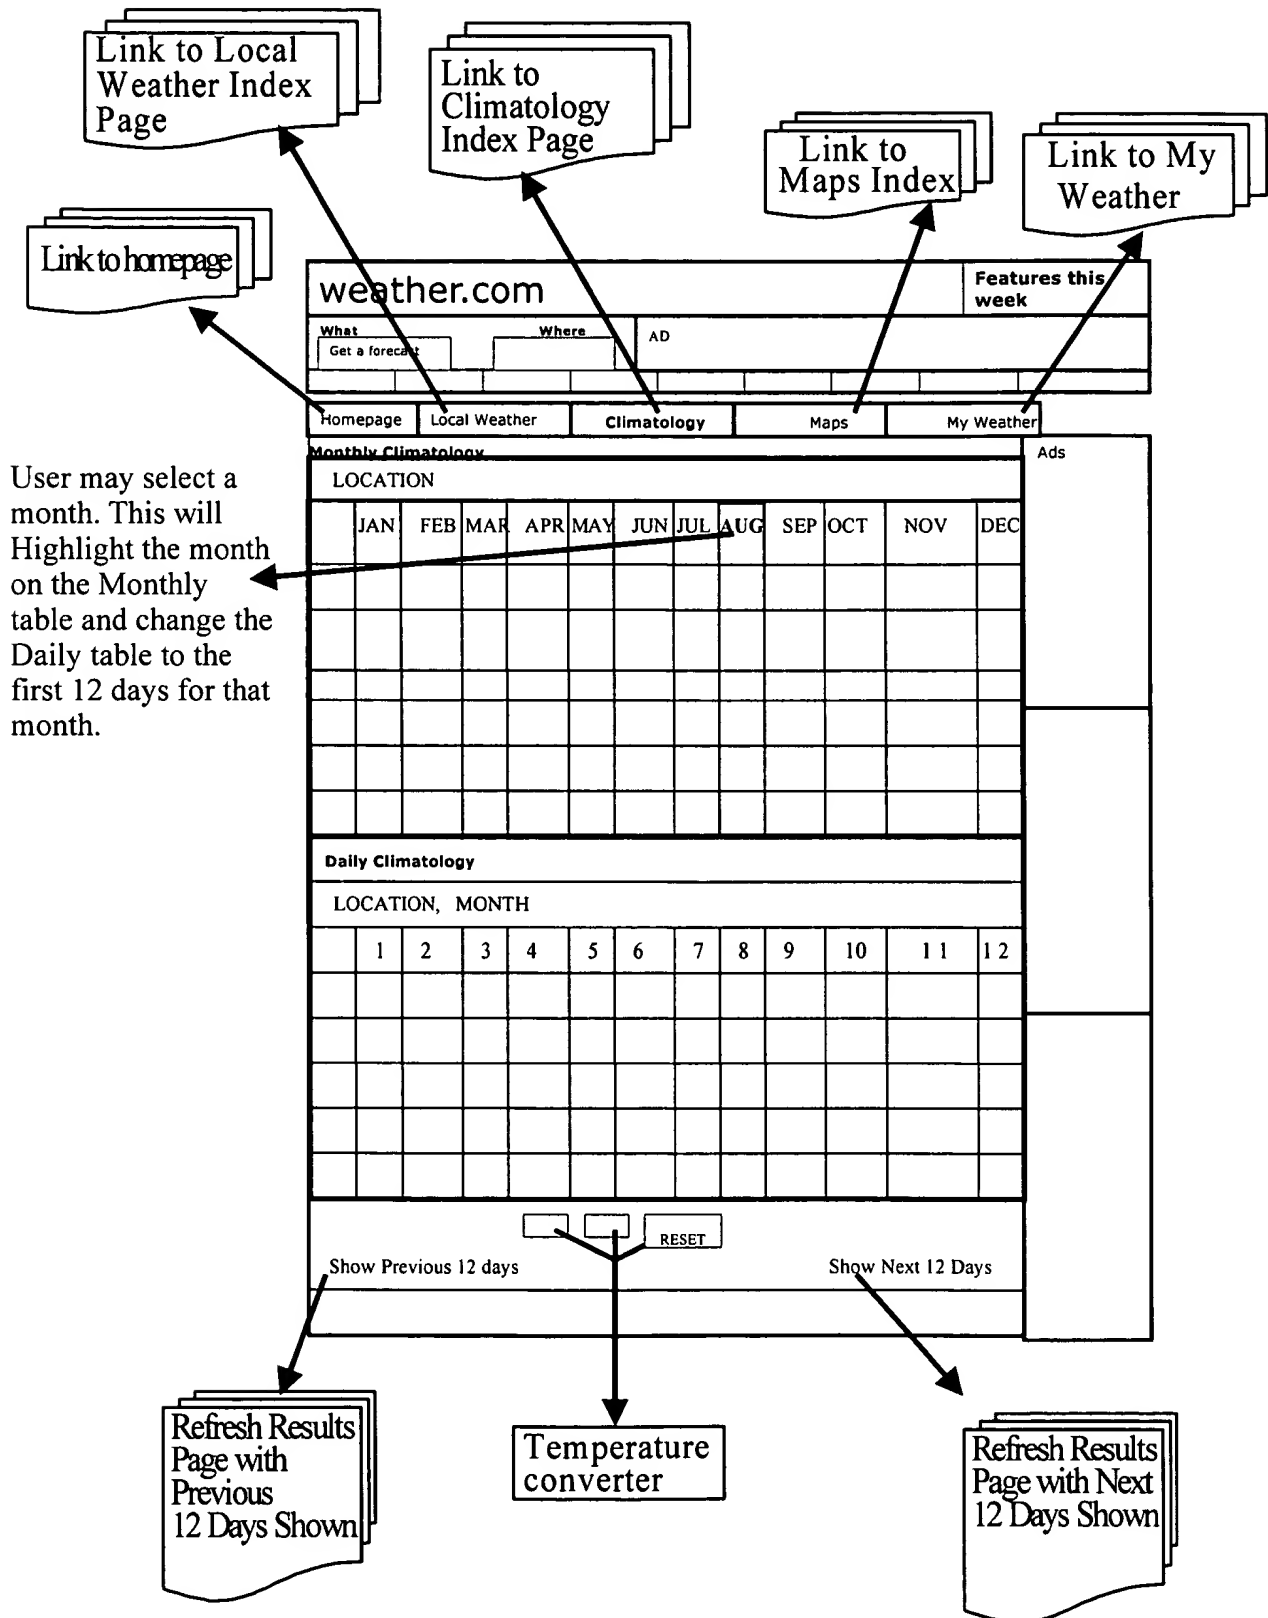 Link to Local
Weather Index
Page
Link to
Climatology
Index Page
Link to
Maps Index
Link to My
Weather
Link to homepage
weather.com
Features this
week
What
Where
Get a forecast
AD
Homepage
Local Weather
Climatology
Maps
My Weather
Monthly Climatology
Ads
LOCATION
JAN FEB MAR APR MAY JUN JUL AUG SEP OCT NOV DEC
User may select a
month. This will
Highlight the month
on the Monthly
table and change the
Daily table to the
first 12 days for that
month.
Daily Climatology
LOCATION, MONTH
1 2 3 4 5 6 7 8 9 10 11 12
RESET
Show Previous 12 days
Show Next 12 Days
Refresh Results
Page with
Previous
12 Days Shown
Temperature
converter
Refresh Results
Page with Next
12 Days Shown